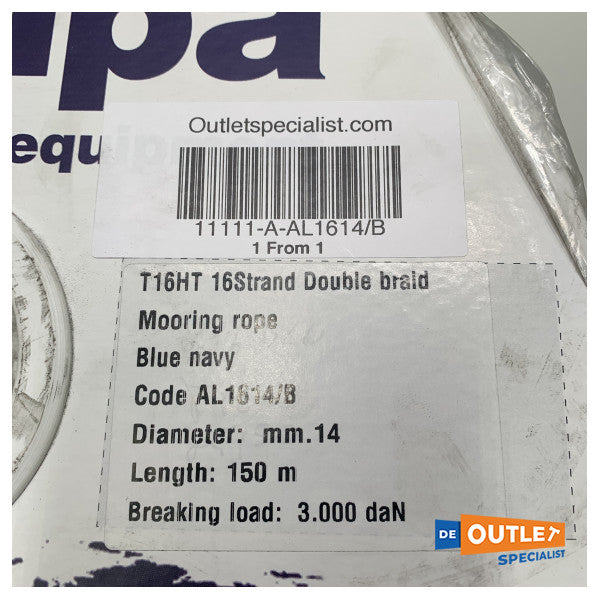 Outletspecialist.com
11111-A-AL1614/B
1 From 1
T16HT 16Strand Double braid
Mooring rope
Blue navy
Code AL1614/B
Diameter: mm.14
Length: 150 m
Breaking load: 3.000 daN
DE OUTLET
SPECIALIST